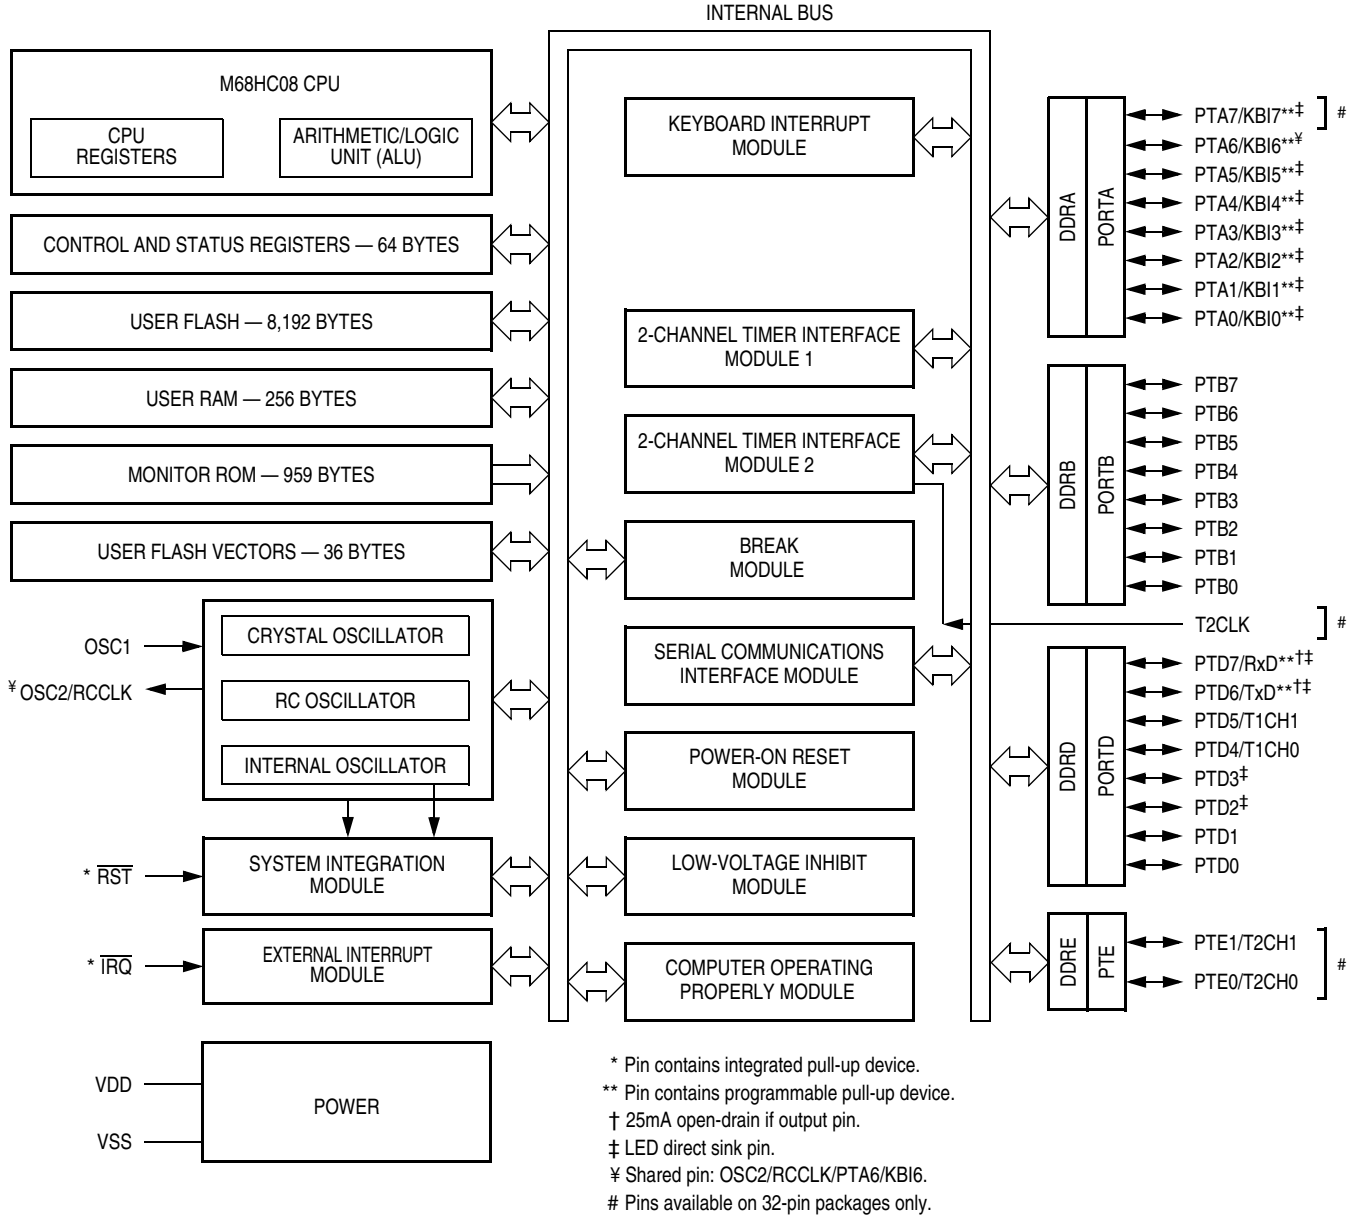 INTERNAL BUS
M68HC08 CPU
CPU
REGISTERS
ARITHMETIC/LOGIC
UNIT (ALU)
CONTROL AND STATUS REGISTERS — 64 BYTES
USER FLASH — 8,192 BYTES
USER RAM — 256 BYTES
MONITOR ROM — 959 BYTES
USER FLASH VECTORS — 36 BYTES
OSC1
¥ OSC2/RCCLK
CRYSTAL OSCILLATOR
RC OSCILLATOR
INTERNAL OSCILLATOR
* RST
SYSTEM INTEGRATION
MODULE
* IRQ
EXTERNAL INTERRUPT
MODULE
VDD
VSS
POWER
KEYBOARD INTERRUPT
MODULE
2-CHANNEL TIMER INTERFACE
MODULE 1
2-CHANNEL TIMER INTERFACE
MODULE 2
BREAK
MODULE
SERIAL COMMUNICATIONS
INTERFACE MODULE
POWER-ON RESET
MODULE
LOW-VOLTAGE INHIBIT
MODULE
COMPUTER OPERATING
PROPERLY MODULE
DDRA
PORTA
PTA7/KBI7**‡
#
PTA6/KBI6**¥
PTA5/KBI5**‡
PTA4/KBI4**‡
PTA3/KBI3**‡
PTA2/KBI2**‡
PTA1/KBI1**‡
PTA0/KBI0**‡
DDRB
PORTB
PTB7
PTB6
PTB5
PTB4
PTB3
PTB2
PTB1
PTB0
T2CLK
#
DDRD
PORTD
PTD7/RxD**†‡
PTD6/TxD**†‡
PTD5/T1CH1
PTD4/T1CH0
PTD3‡
PTD2‡
PTD1
PTD0
DDRE
PTE
PTE1/T2CH1
PTE0/T2CH0
#
* Pin contains integrated pull-up device.
** Pin contains programmable pull-up device.
† 25mA open-drain if output pin.
‡ LED direct sink pin.
¥ Shared pin: OSC2/RCCLK/PTA6/KBI6.
# Pins available on 32-pin packages only.